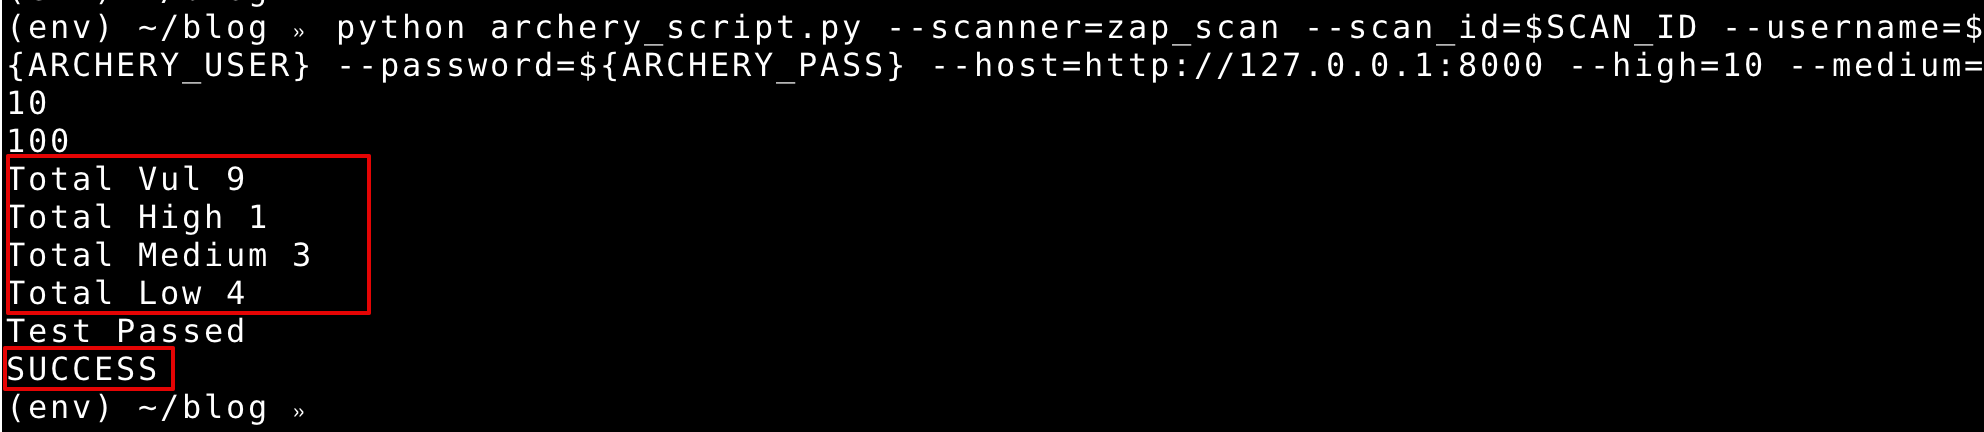 (env) ~/blog
(env) ~/blog » python archery_script.py --scanner=zap_scan --scan_id=$SCAN_ID --username=$
{ARCHERY_USER} --password=${ARCHERY_PASS} --host=http://127.0.0.1:8000 --high=10 --medium=
10
100
Total Vul 9
Total High 1
Total Medium 3
Total Low 4
Test Passed
SUCCESS
(env) ~/blog »